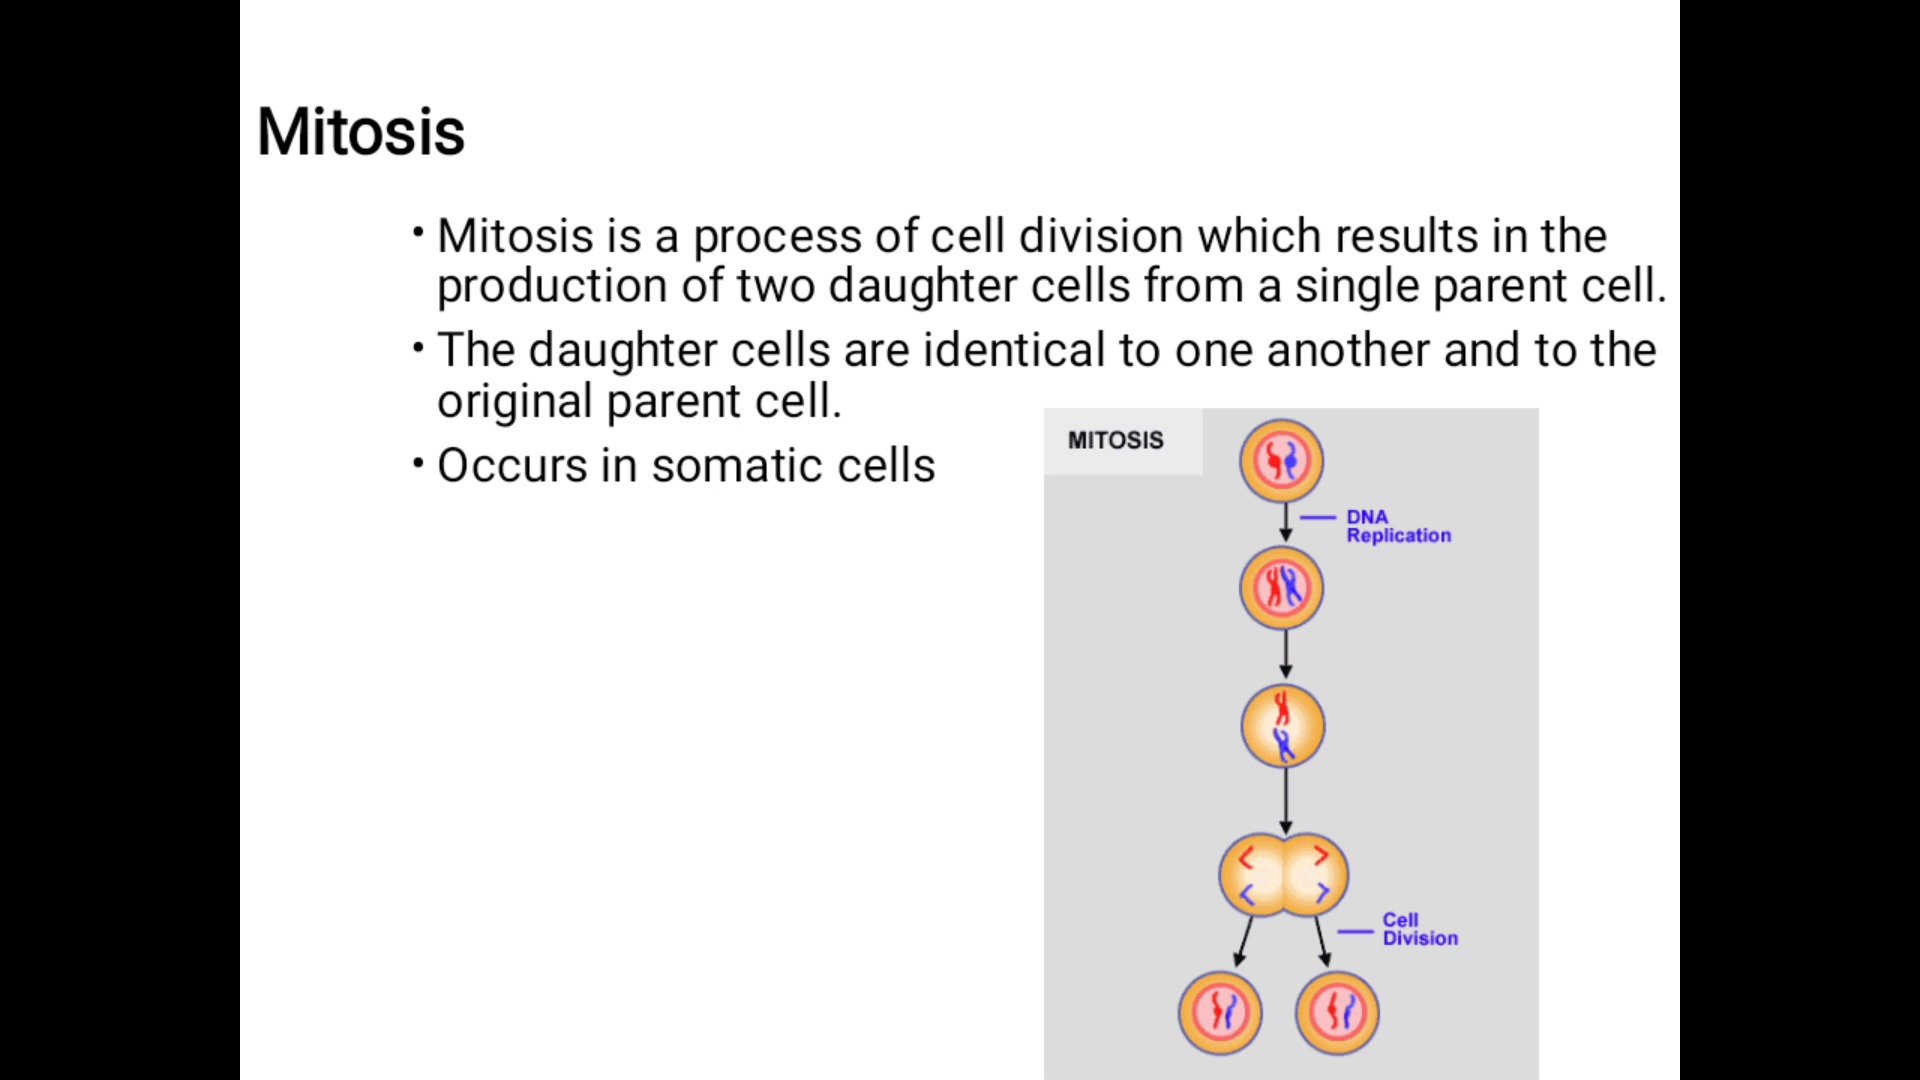 Mitosis
• Mitosis is a process of cell division which results in the
production of two daughter cells from a single parent cell.
• The daughter cells are identical to one another and to the
original parent cell.
• Occurs in somatic cells
MITOSIS
DNA
Replication
Cell
Division